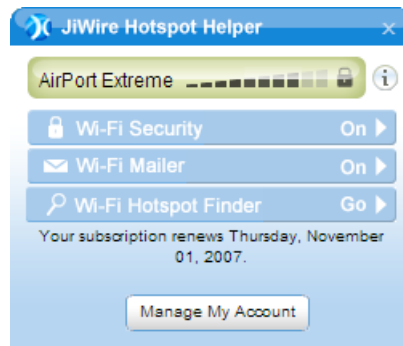 JiWire Hotspot Helper
AirPort Extreme
Wi-Fi Security On
Wi-Fi Mailer On
Wi-Fi Hotspot Finder Go
Your subscription renews Thursday, November
01, 2007.
Manage My Account